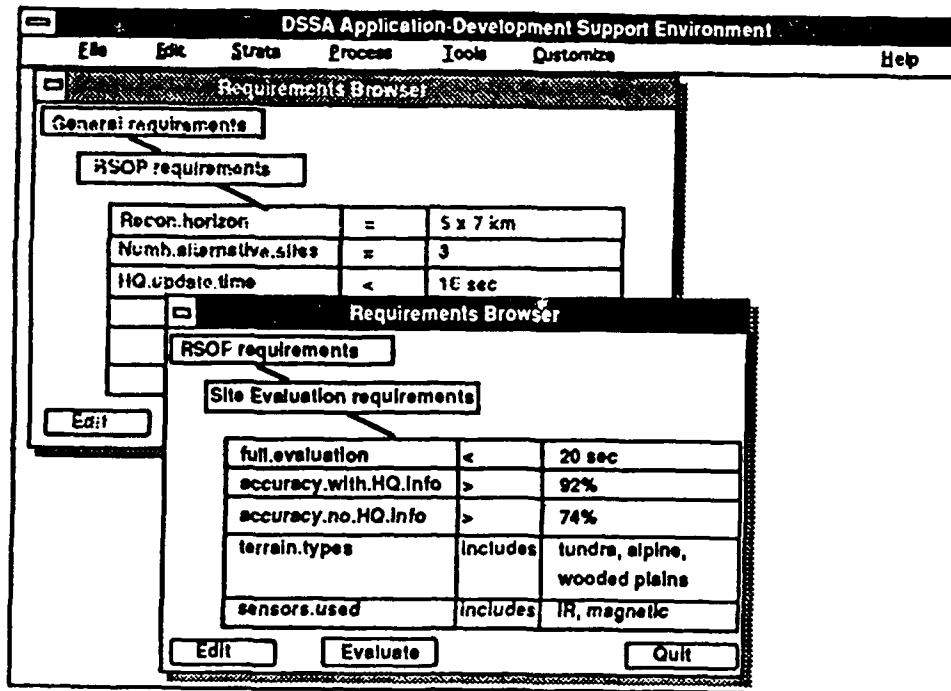 DSSA Application-Development Support Environment
File Edit Strata Process Tools Customize Help
Requirements Browser
General requirements
RSOP requirements
Recon.horizon = 5 x 7 km
Numb.alternative.sites = 3
HQ.update.time < sec
Edit
Requirements Browser
RSOP requirements
Site Evaluation requirements
full.evaluation < 20 sec
accuracy.with.HQ.info > 92%
accuracy.no.HQ.info > 74%
terrain.types includes tundra, alpine,
wooded plains
sensors.used includes IR, magnetic
Edit Evaluate Quit